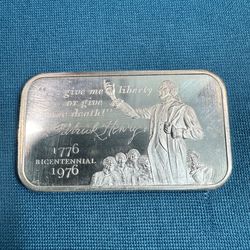 give me liberty
or give
me death!"
Patrick Henry
1776
BICENTENNIAL
1976